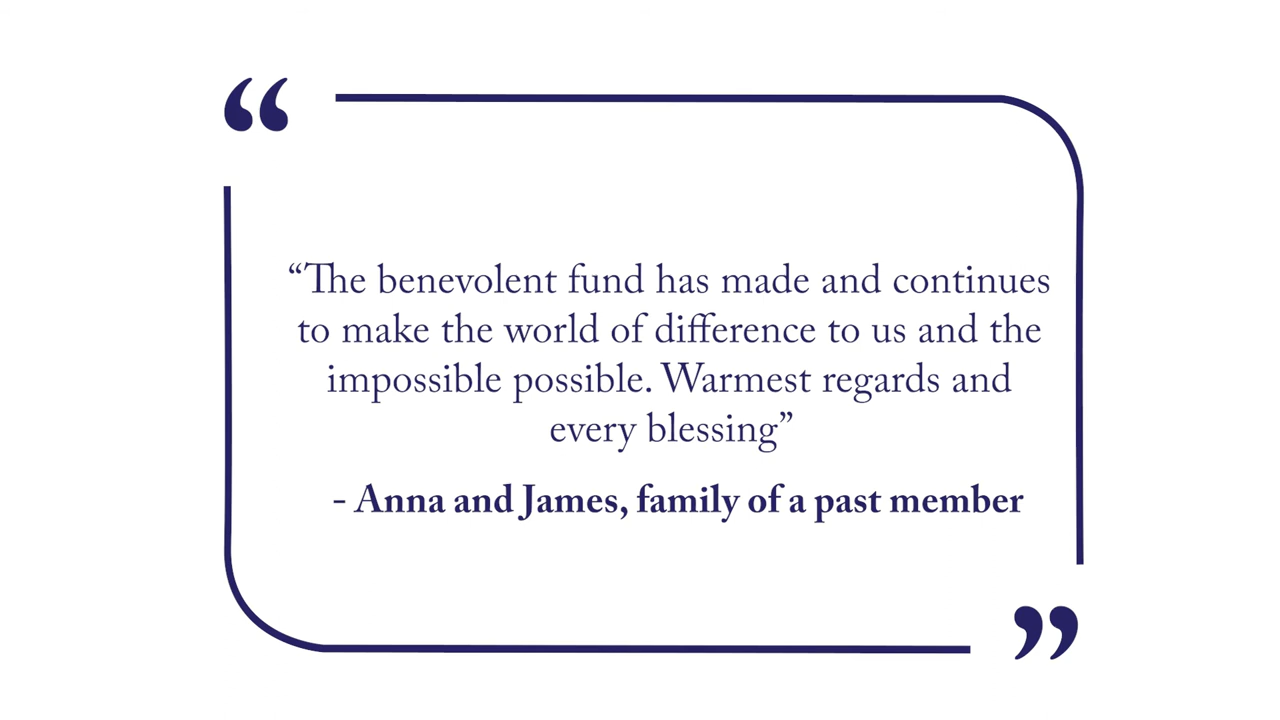 “The benevolent fund has made and continues
to make the world of difference to us and the
impossible possible. Warmest regards and
every blessing”
- Anna and James, family of a past member